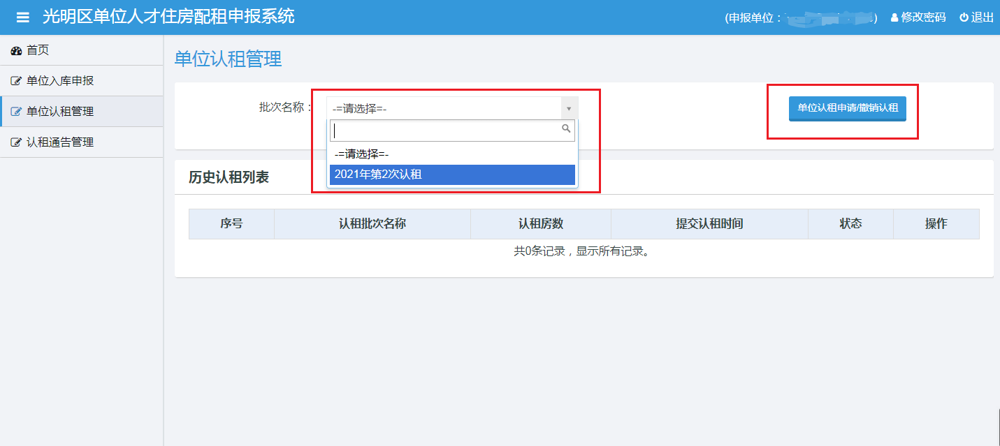 光明区单位人才住房配租申报系统
(申报单位： ) 修改密码 退出
首页
单位入库申报
单位认租管理
认租通告管理
单位认租管理
批次名称：
-=请选择=-
-=请选择=-
2021年第2次认租
单位认租申请/撤销认租
历史认租列表
序号 认租批次名称 认租房数 提交认租时间 状态 操作
共0条记录，显示所有记录。